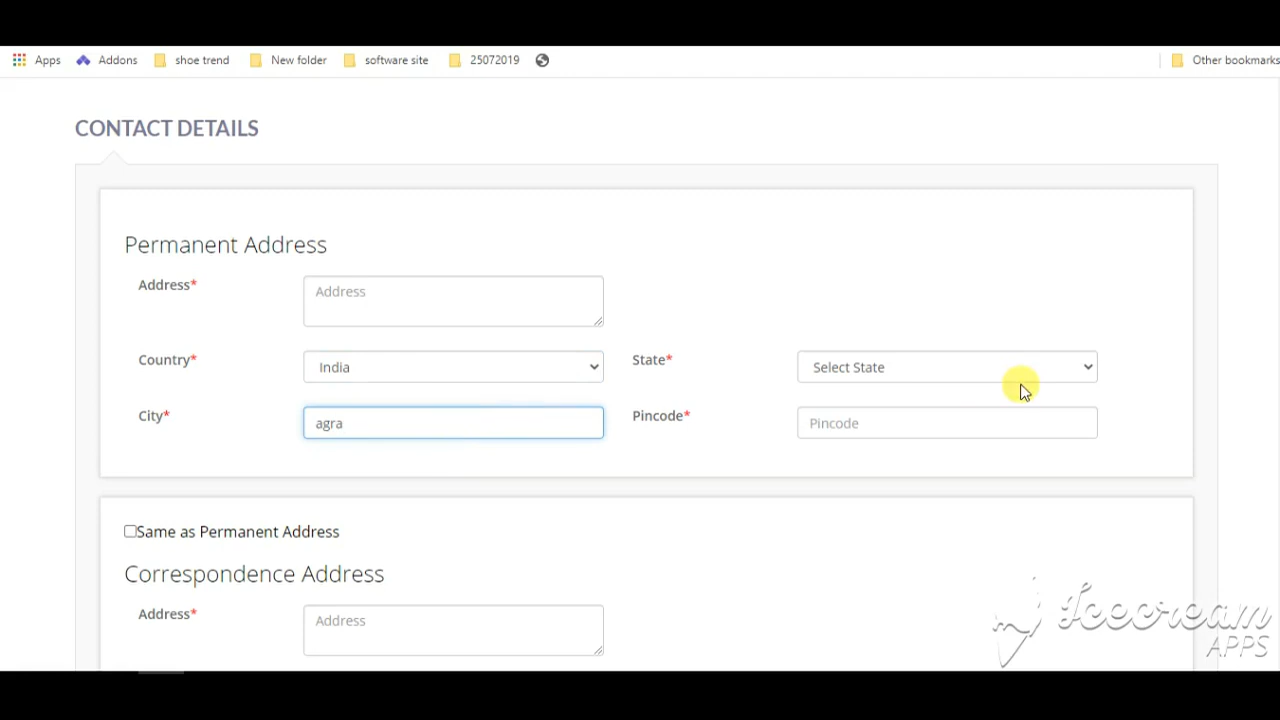 Apps Addons shoe trend New folder software site 25072019 Other bookmarks
CONTACT DETAILS
Permanent Address
Address*
Address
Country* India State* Select State
City* agra Pincode* Pincode
Same as Permanent Address
Correspondence Address
Address*
Address
Icecream
APPS